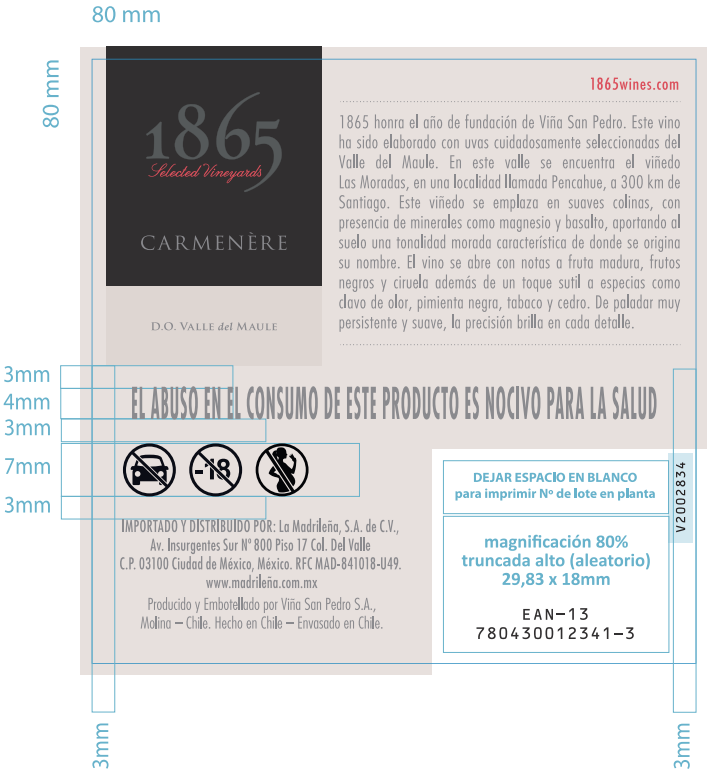 80 mm
80 mm
1865
Selected Vineyards
CARMENÈRE
D.O. VALLE del MAULE
1865wines.com
1865 honra el año de fundación de Viña San Pedro. Este vino
ha sido elaborado con uvas cuidadosamente seleccionadas del
Valle del Maule. En este valle se encuentra el viñedo
Las Moradas, en una localidad llamada Pencahue, a 300 km de
Santiago. Este viñedo se emplaza en suaves colinas, con
presencia de minerales como magnesio y basalto, aportando al
suelo una tonalidad morada característica de donde se origina
su nombre. El vino se abre con notas a fruta madura, frutos
negros y ciruela además de un toque sutil a especias como
clavo de olor, pimienta negra, tabaco y cedro. De paladar muy
persistente y suave, la precisión brilla en cada detalle.
3mm
4mm
3mm
7mm
3mm
EL ABUSO EN EL CONSUMO DE ESTE PRODUCTO ES NOCIVO PARA LA SALUD
-18
IMPORTADO Y DISTRIBUIDO POR: La Madrileña, S.A. de C.V.,
Av. Insurgentes Sur N° 800 Piso 17 Col. Del Valle
C.P. 03100 Ciudad de México, México. RFC MAD-841018-U49.
www.madrileña.com.mx
Producido y Embotellado por Viña San Pedro S.A.,
Molina – Chile. Hecho en Chile – Envasado en Chile.
DEJAR ESPACIO EN BLANCO
para imprimir Nº de lote en planta
V2002834
magnificación 80%
truncada alto (aleatorio)
29,83 x 18mm
EAN-13
780430012341-3
3mm
3mm